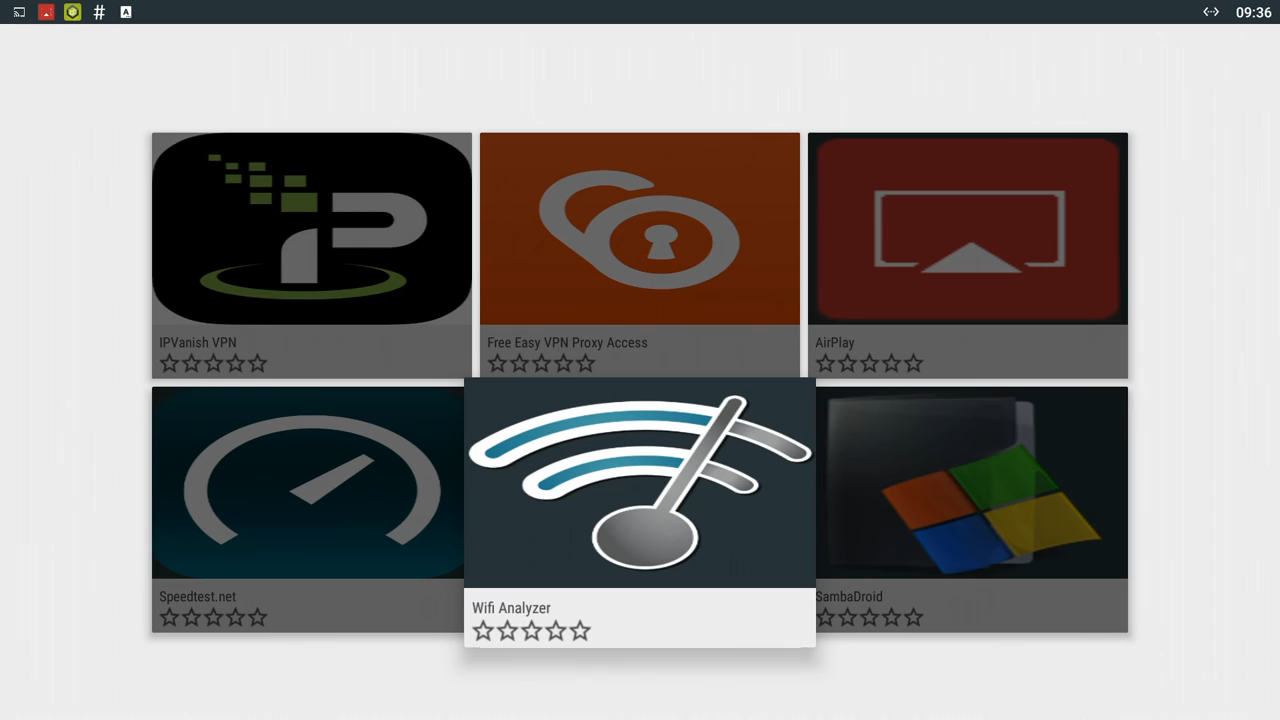 # A 09:36
IPVanish VPN
Free Easy VPN Proxy Access
AirPlay
Speedtest.net
Wifi Analyzer
SambaDroid